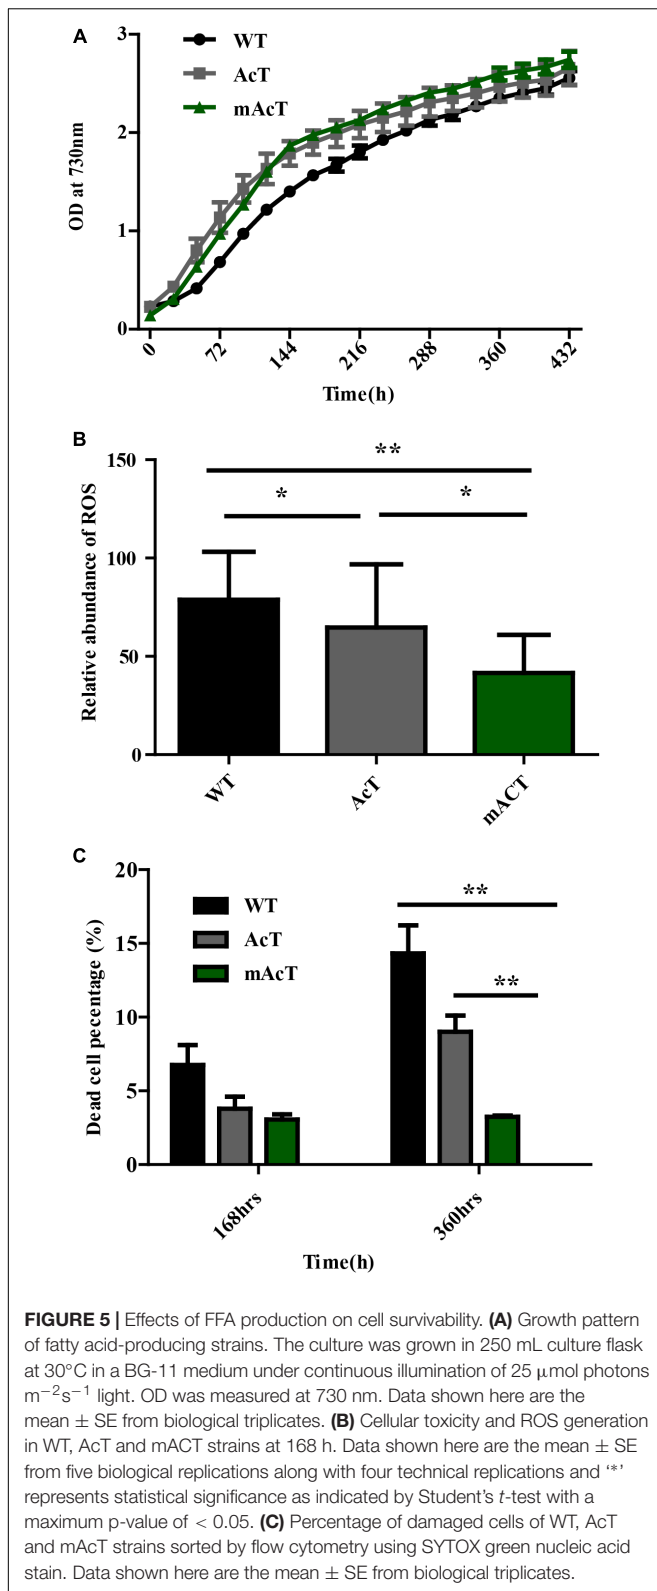 A
WT
AcT
mAcT
3
2
1
0
OD at 730nm
0
72
144
216
288
360
432
Time(h)
B
150
100
50
0
Relative abundance of ROS
**
*
*
WT
AcT
mACT
C
20
15
10
5
0
Dead cell pecentage (%)
WT
AcT
mAcT
**
**
168hrs
360hrs
Time(h)
FIGURE 5 | Effects of FFA production on cell survivability. (A) Growth pattern
of fatty acid-producing strains. The culture was grown in 250 mL culture flask
at 30°C in a BG-11 medium under continuous illumination of 25 μmol photons
m−2s−1 light. OD was measured at 730 nm. Data shown here are the
mean ± SE from biological triplicates. (B) Cellular toxicity and ROS generation
in WT, AcT and mACT strains at 168 h. Data shown here are the mean ± SE
from five biological replications along with four technical replications and ‘*’
represents statistical significance as indicated by Student’s t-test with a
maximum p-value of < 0.05. (C) Percentage of damaged cells of WT, AcT
and mAcT strains sorted by flow cytometry using SYTOX green nucleic acid
stain. Data shown here are the mean ± SE from biological triplicates.